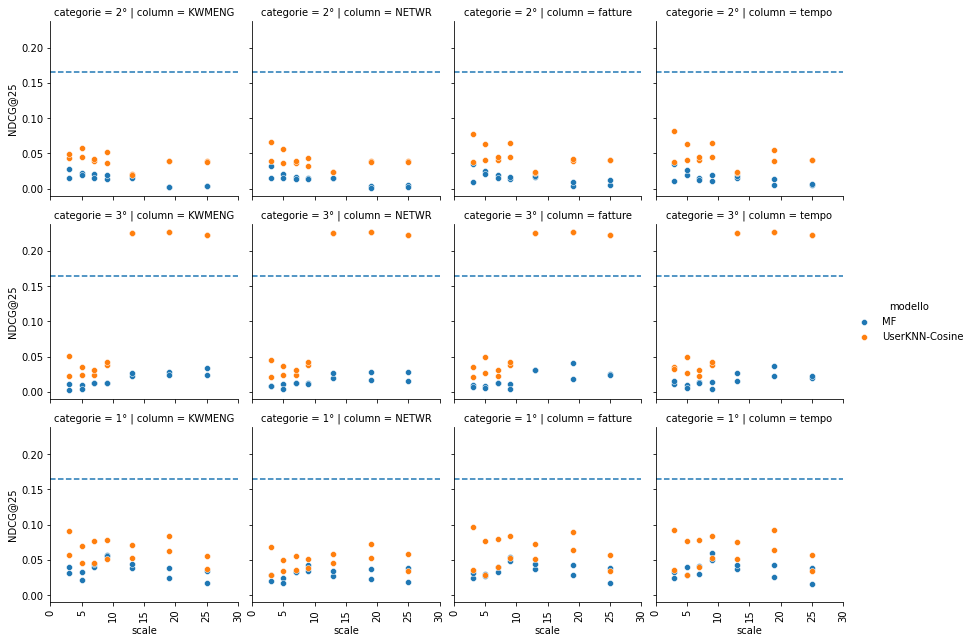 categorie = 2° | column = KWMENG
categorie = 2° | column = NETWR
categorie = 2° | column = fatture
categorie = 2° | column = tempo
NDCG@25
0.20
0.15
0.10
0.05
0.00
categorie = 3° | column = KWMENG
categorie = 3° | column = NETWR
categorie = 3° | column = fatture
categorie = 3° | column = tempo
NDCG@25
0.20
0.15
0.10
0.05
0.00
modello
MF
UserKNN-Cosine
categorie = 1° | column = KWMENG
categorie = 1° | column = NETWR
categorie = 1° | column = fatture
categorie = 1° | column = tempo
NDCG@25
0.20
0.15
0.10
0.05
0.00
0 5 10 15 20 25 30
0 5 10 15 20 25 30
0 5 10 15 20 25 30
0 5 10 15 20 25 30
scale
scale
scale
scale